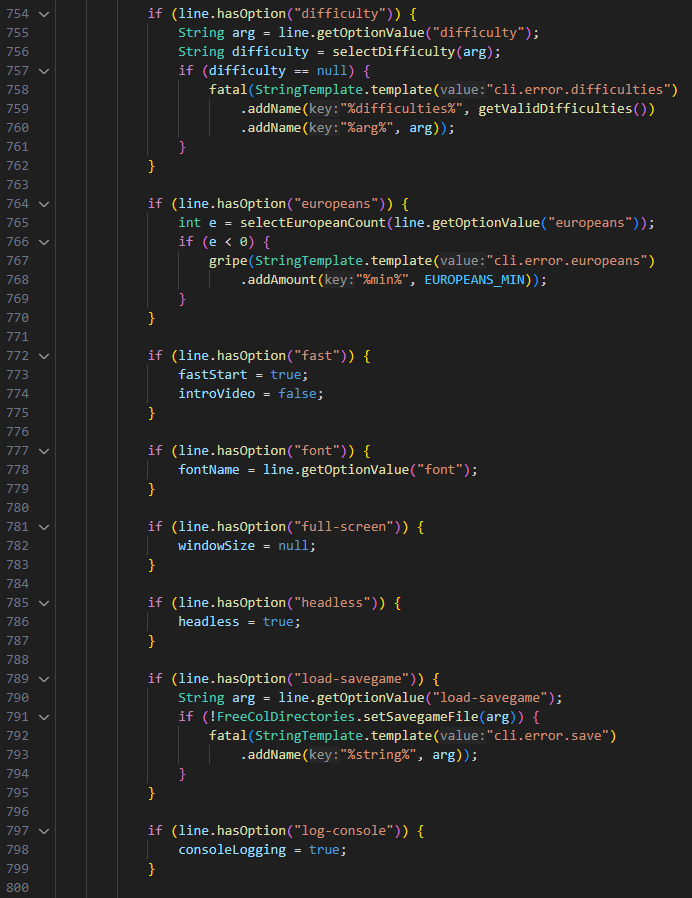 754 if (line.hasOption("difficulty")) {
755 String arg = line.getOptionValue("difficulty");
756 String difficulty = selectDifficulty(arg);
757 if (difficulty == null) {
758 fatal(StringTemplate.template(value:"cli.error.difficulties")
759 .addName(key:"%difficulties%", getValidDifficulties())
760 .addName(key:"%arg%", arg));
761 }
762 }
763
764 if (line.hasOption("europeans")) {
765 int e = selectEuropeanCount(line.getOptionValue("europeans"));
766 if (e < 0) {
767 gripe(StringTemplate.template(value:"cli.error.europeans")
768 .addAmount(key:"%min%", EUROPEANS_MIN));
769 }
770 }
771
772 if (line.hasOption("fast")) {
773 fastStart = true;
774 introVideo = false;
775 }
776
777 if (line.hasOption("font")) {
778 fontName = line.getOptionValue("font");
779 }
780
781 if (line.hasOption("full-screen")) {
782 windowSize = null;
783 }
784
785 if (line.hasOption("headless")) {
786 headless = true;
787 }
788
789 if (line.hasOption("load-savegame")) {
790 String arg = line.getOptionValue("load-savegame");
791 if (!FreeColDirectories.setSavegameFile(arg)) {
792 fatal(StringTemplate.template(value:"cli.error.save")
793 .addName(key:"%string%", arg));
794 }
795 }
796
797 if (line.hasOption("log-console")) {
798 consoleLogging = true;
799 }
800